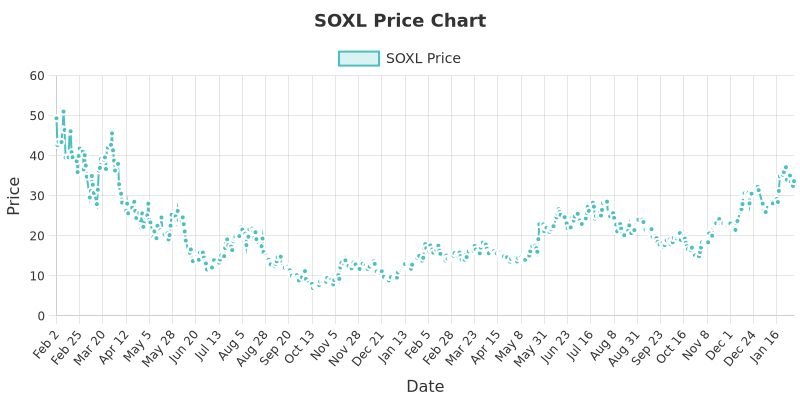 SOXL Price Chart
SOXL Price
Price
60
50
40
30
20
10
0
Feb 2
Feb 25
Mar 20
Apr 12
May 5
May 28
Jun 20
Jul 13
Aug 5
Aug 28
Sep 20
Oct 13
Nov 5
Nov 28
Dec 21
Jan 13
Feb 5
Feb 28
Mar 23
Apr 15
May 8
May 31
Jun 23
Jul 16
Aug 8
Aug 31
Sep 23
Oct 16
Nov 8
Dec 1
Dec 24
Jan 16
Date